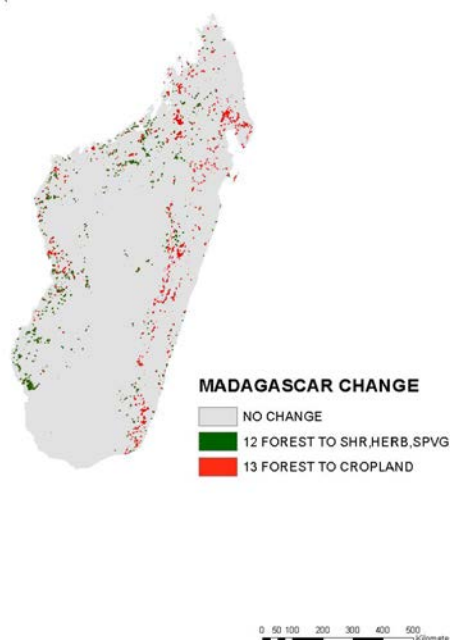 MADAGASCAR CHANGE
NO CHANGE
12 FOREST TO SHR,HERB,SPVG
13 FOREST TO CROPLAND
0 50 100 200 300 400 500